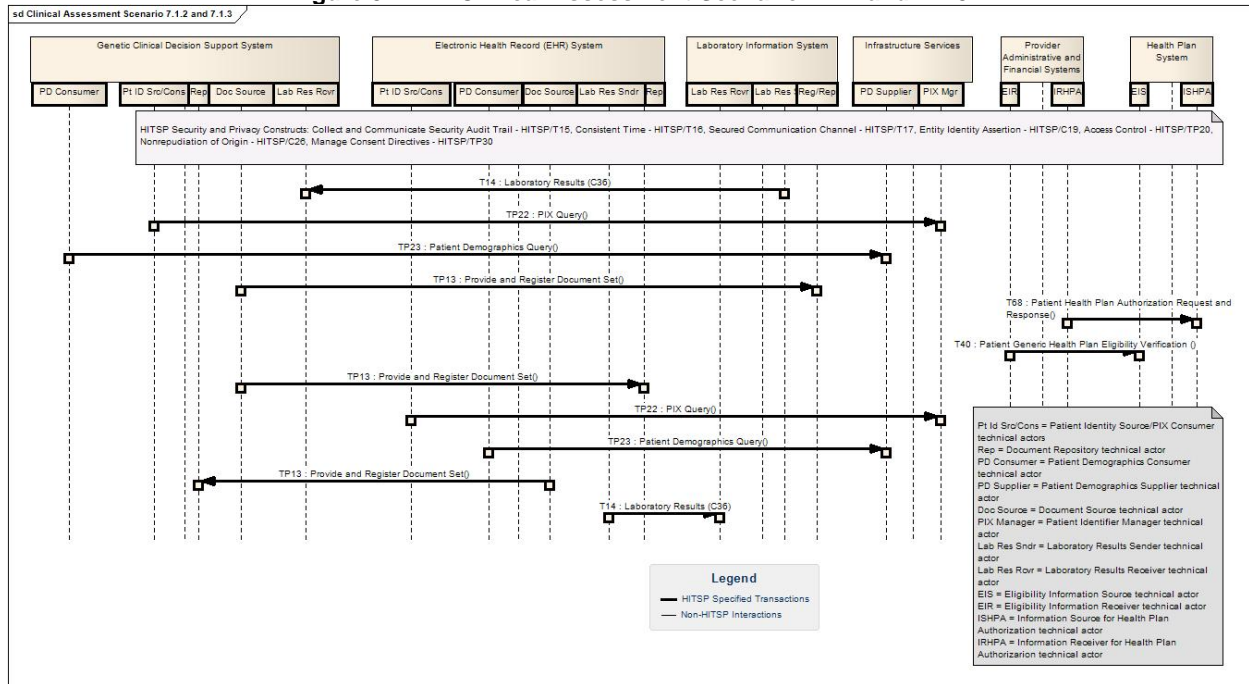 sd Clinical Assessment Scenario 7.1.2 and 7.1.3
Genetic Clinical Decision Support System
Electronic Health Record (EHR) System
Laboratory Information System
Infrastructure Services
Provider
Administrative and
Financial Systems
Health Plan
System
PD Consumer
Pt ID Src/Cons
Rep
Doc Source
Lab Res Rcvr
Pt ID Src/Cons
PD Consumer
Doc Source
Lab Res Sndr
Rep
Lab Res Rcvr
Lab Res
Reg/Rep
PD Supplier
PIX Mgr
EIR
IRHPA
EIS
ISHPA
HITSP Security and Privacy Constructs: Collect and Communicate Security Audit Trail - HITSP/T15, Consistent Time - HITSP/T16, Secured Communication Channel - HITSP/T17, Entity Identity Assertion - HITSP/C19, Access Control - HITSP/TP20,
Nonrepudiation of Origin - HITSP/C26, Manage Consent Directives - HITSP/TP30
T14 : Laboratory Results (C36)
TP22 : PIX Query()
TP23 : Patient Demographics Query()
TP13 : Provide and Register Document Set()
T68 : Patient Health Plan Authorization Request and
Response()
T40 : Patient Generic Health Plan Eligibility Verification ()
TP13 : Provide and Register Document Set()
TP22 : PIX Query()
TP23 : Patient Demographics Query()
TP13 : Provide and Register Document Set()
T14 : Laboratory Results (C36)
Pt Id Src/Cons = Patient Identity Source/PIX Consumer
technical actors
Rep = Document Repository technical actor
PD Consumer = Patient Demographics Consumer
technical actor
PD Supplier = Patient Demographics Supplier technical
actor
Doc Source = Document Source technical actor
PIX Manager = Patient Identifier Manager technical
actor
Lab Res Sndr = Laboratory Results Sender technical
actor
Lab Res Rcvr = Laboratory Results Receiver technical
actor
EIS = Eligibility Information Source technical actor
EIR = Eligibility Information Receiver technical actor
ISHPA = Information Source for Health Plan
Authorization technical actor
IRHPA = Information Receiver for Health Plan
Authorizarion technical actor
Legend
HITSP Specified Transactions
Non-HITSP Interactions